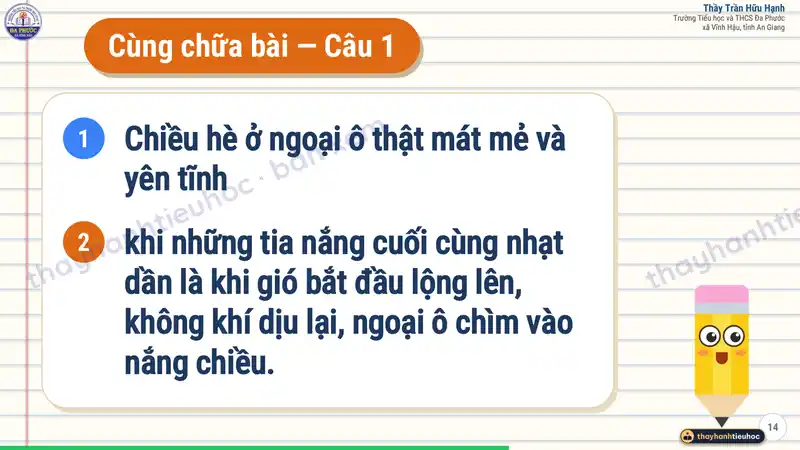 Thầy Trần Hữu Hạnh
Trường Tiểu học và THCS Đa Phước
xã Vĩnh Hậu, tỉnh An Giang
ĐA PHƯỚC
Cùng chữa bài – Câu 1
1 Chiều hè ở ngoại ô thật mát mẻ và
yên tĩnh
2 khi những tia nắng cuối cùng nhạt
dần là khi gió bắt đầu lộng lên,
không khí dịu lại, ngoại ô chìm vào
nắng chiều.
thayhanhtieuhoc
14